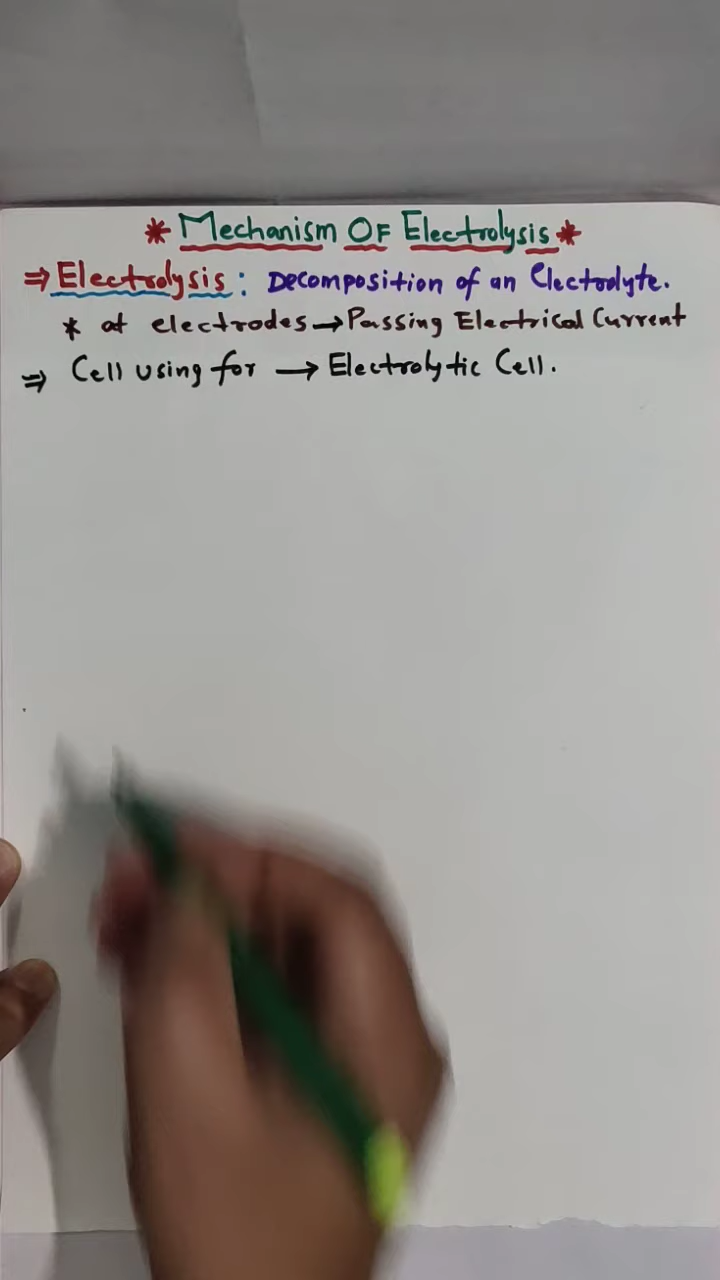 * Mechanism OF Electrolysis *
⇒ Electrolysis : Decomposition of an Electrolyte.
* at electrodes → Passing Electrical Current
⇒ Cell using for → Electrolytic Cell.